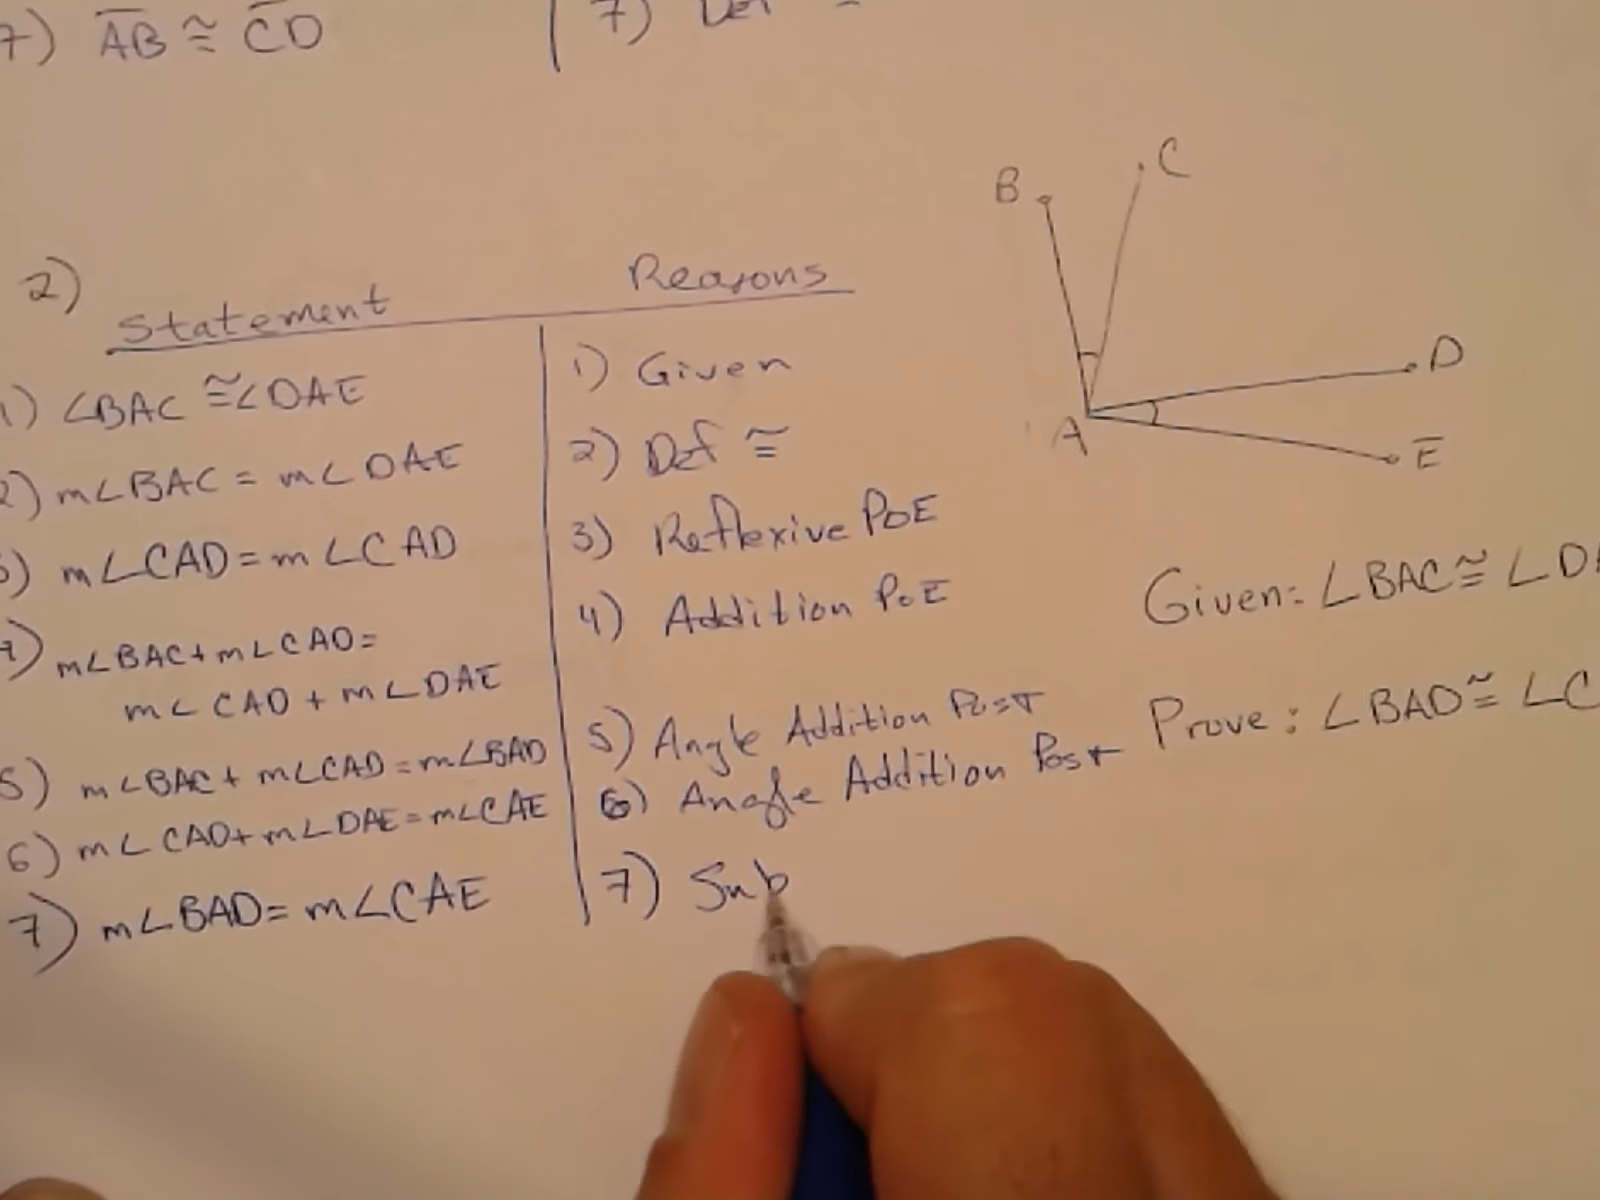 7) AB ≅ CD
7) Def
2)
Statement
Reasons
1) ∠BAC ≅ ∠DAE
1) Given
2) m∠BAC = m∠DAE
2) Def ≅
3) m∠CAD = m∠CAD
3) Reflexive PoE
4) m∠BAC + m∠CAD =
m∠CAD + m∠DAE
4) Addition PoE
5) m∠BAC + m∠CAD = m∠BAD
5) Angle Addition Post
6) m∠CAD + m∠DAE = m∠CAE
6) Angle Addition Post
7) m∠BAD = m∠CAE
7) Sub
B
C
D
A
E
Given: ∠BAC ≅ ∠D
Prove: ∠BAD ≅ ∠C